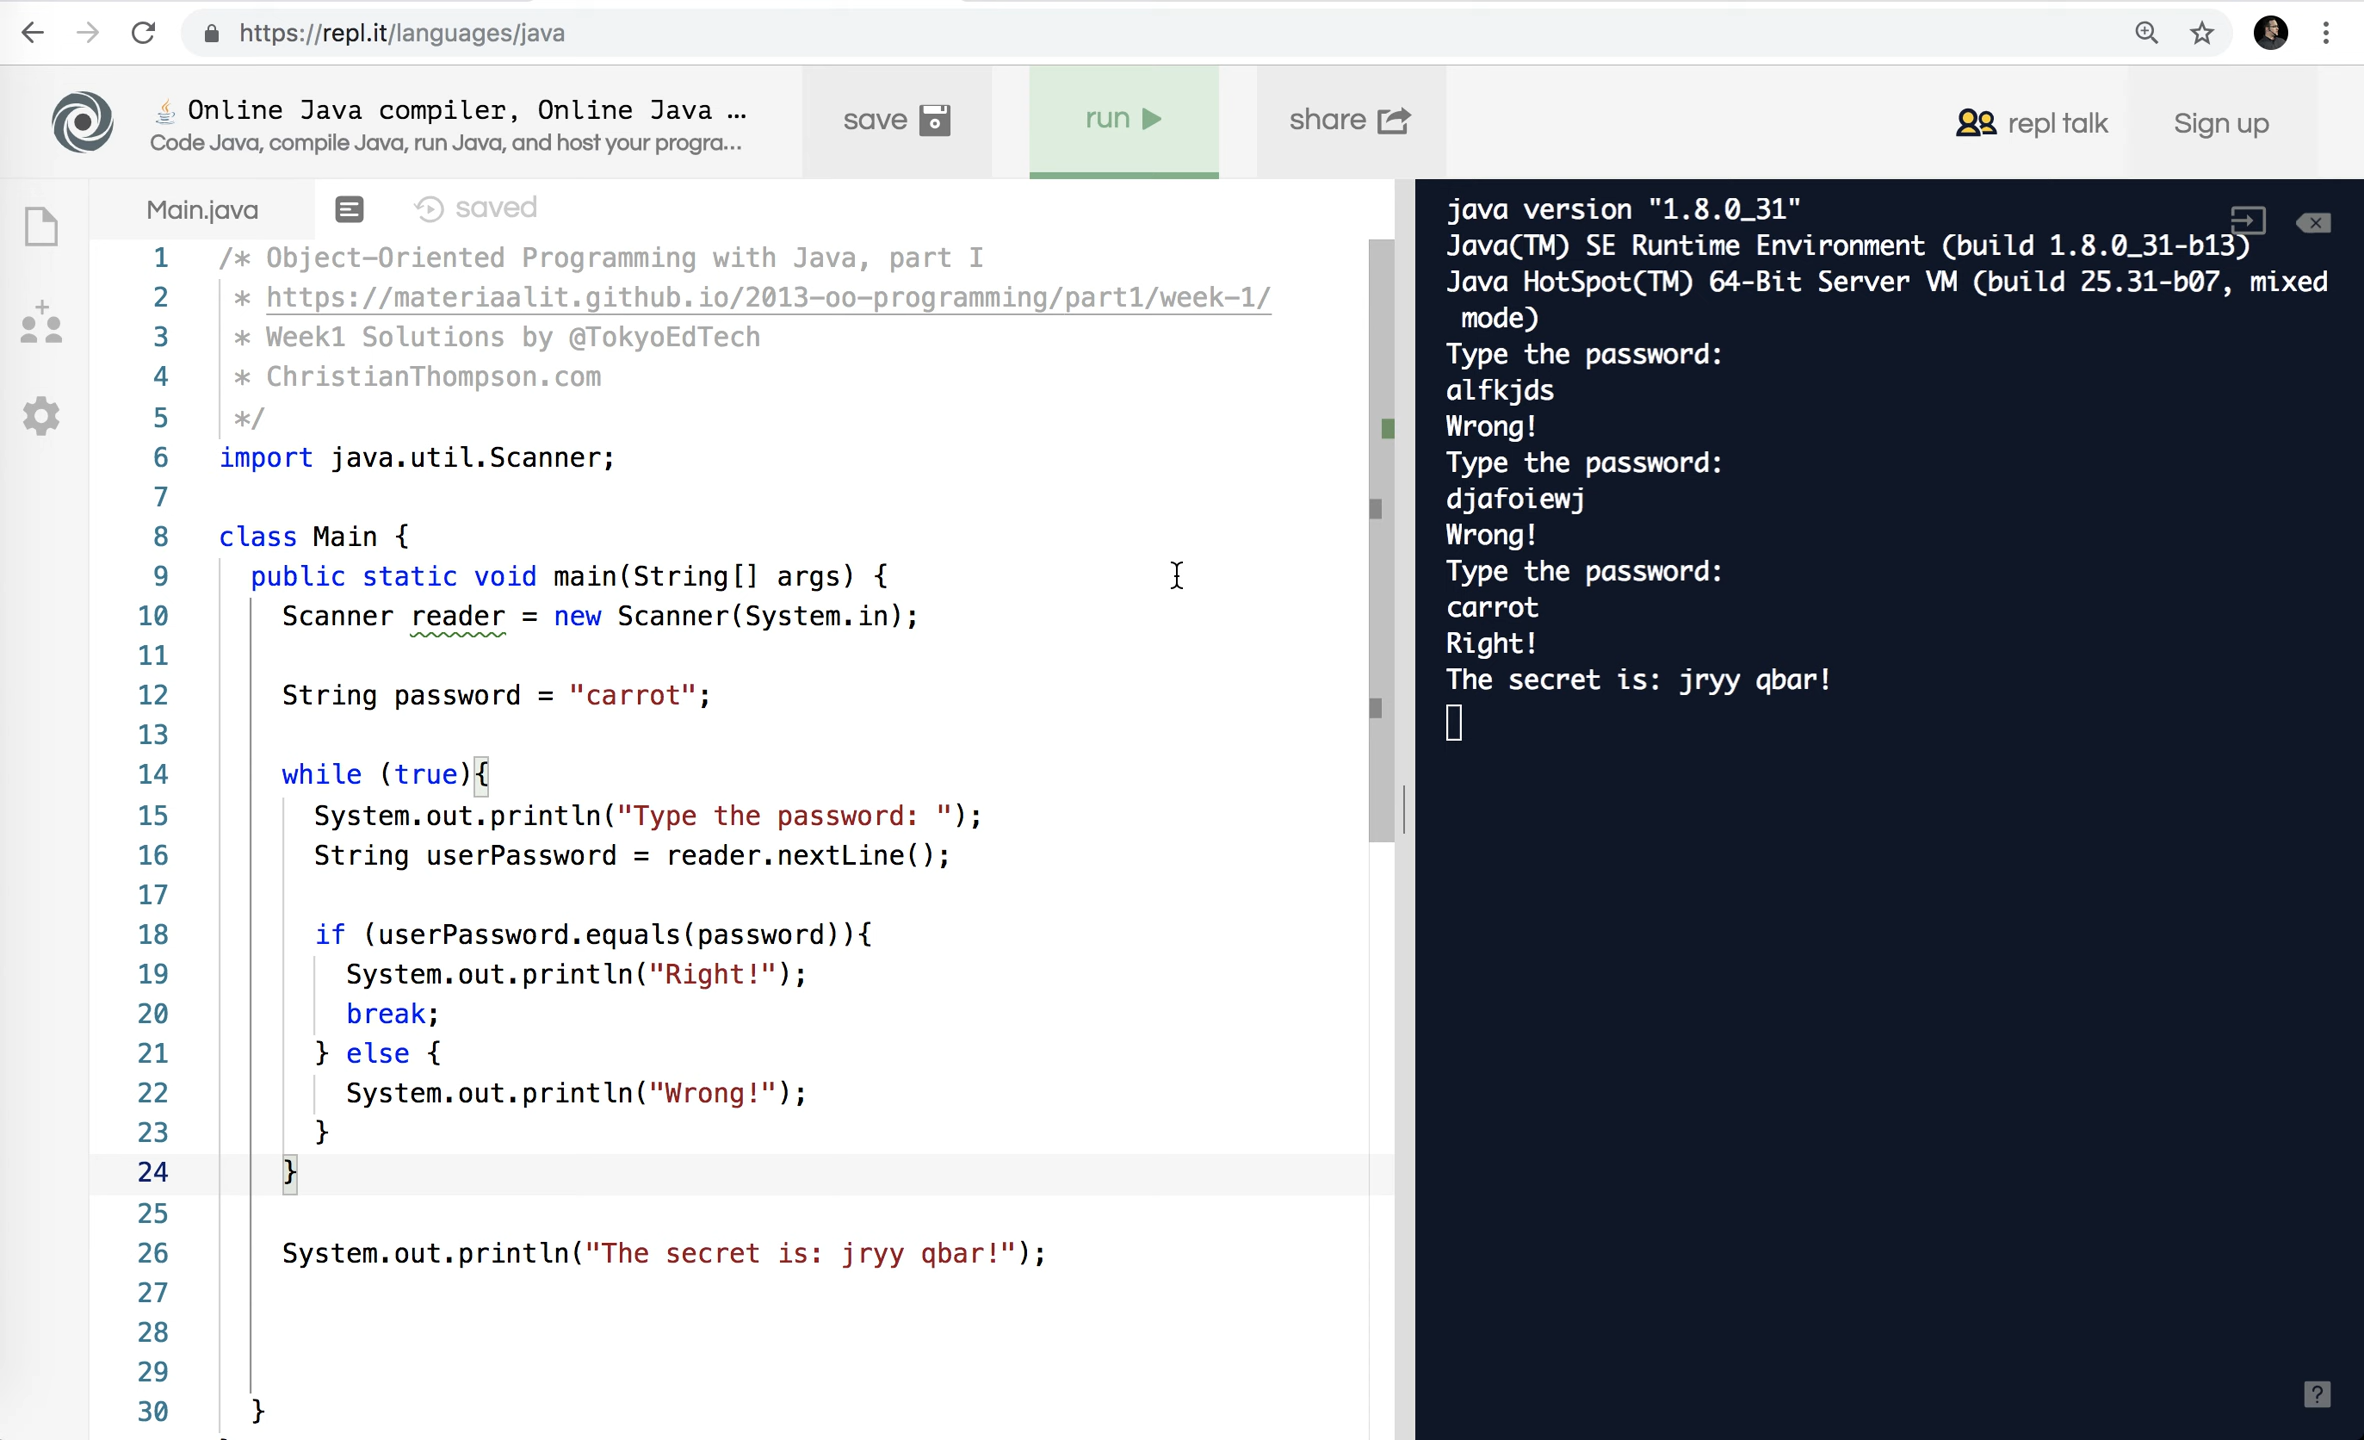 https://repl.it/languages/java
Online Java compiler, Online Java ...
Code Java, compile Java, run Java, and host your progra...
save
run
share
repl talk
Sign up
Main.java
saved
1 /* Object-Oriented Programming with Java, part I
2 * https://materiaalit.github.io/2013-oo-programming/part1/week-1/
3 * Week1 Solutions by @TokyoEdTech
4 * ChristianThompson.com
5 */
6 import java.util.Scanner;
7
8 class Main {
9 public static void main(String[] args) {
10 Scanner reader = new Scanner(System.in);
11
12 String password = "carrot";
13
14 while (true){
15 System.out.println("Type the password: ");
16 String userPassword = reader.nextLine();
17
18 if (userPassword.equals(password)){
19 System.out.println("Right!");
20 break;
21 } else {
22 System.out.println("Wrong!");
23 }
24 }
25
26 System.out.println("The secret is: jryy qbar!");
27
28
29
30 }
java version "1.8.0_31"
Java(TM) SE Runtime Environment (build 1.8.0_31-b13)
Java HotSpot(TM) 64-Bit Server VM (build 25.31-b07, mixed
mode)
Type the password:
alfkjds
Wrong!
Type the password:
djafoiewj
Wrong!
Type the password:
carrot
Right!
The secret is: jryy qbar!
?